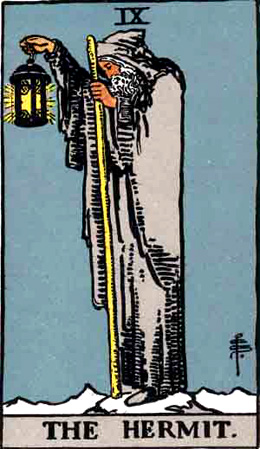 IX
THE HERMIT.